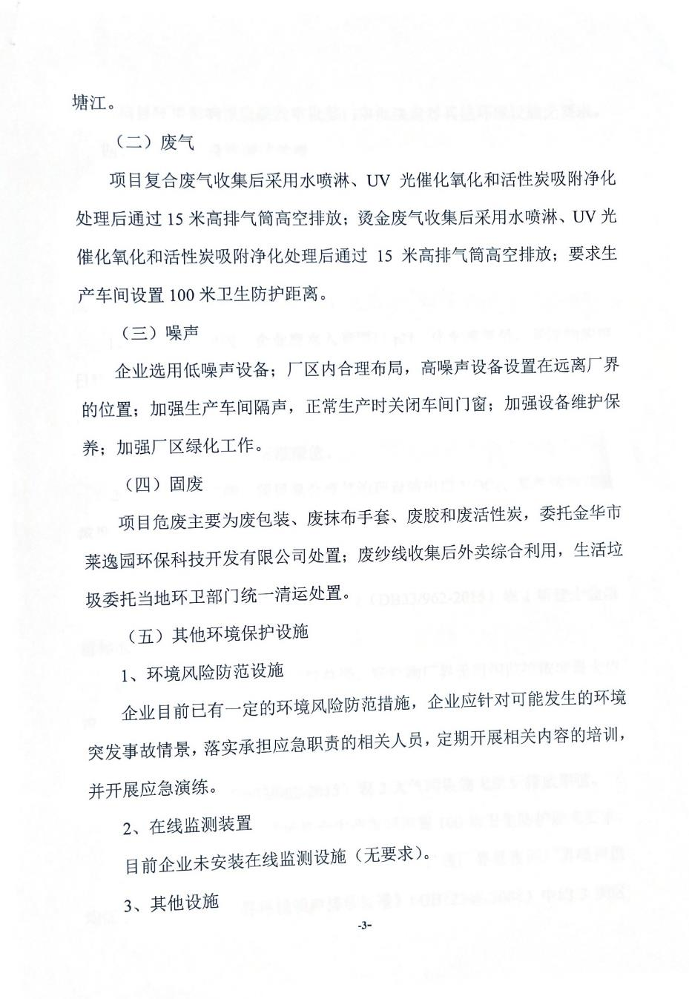 塘江。
（二）废气
项目复合废气收集后采用水喷淋、UV 光催化氧化和活性炭吸附净化
处理后通过 15 米高排气筒高空排放；烫金废气收集后采用水喷淋、UV 光
催化氧化和活性炭吸附净化处理后通过 15 米高排气筒高空排放；要求生
产车间设置 100 米卫生防护距离。
（三）噪声
企业选用低噪声设备；厂区内合理布局，高噪声设备设置在远离厂界
的位置；加强生产车间隔声，正常生产时关闭车间门窗；加强设备维护保
养；加强厂区绿化工作。
（四）固废
项目危废主要为废包装、废抹布手套、废胶和废活性炭，委托金华市
莱逸园环保科技开发有限公司处置；废纱线收集后外卖综合利用，生活垃
圾委托当地环卫部门统一清运处置。
（五）其他环境保护设施
1、环境风险防范设施
企业目前已有一定的环境风险防范措施，企业应针对可能发生的环境
突发事故情景，落实承担应急职责的相关人员，定期开展相关内容的培训，
并开展应急演练。
2、在线监测装置
目前企业未安装在线监测设施（无要求）。
3、其他设施
-3-